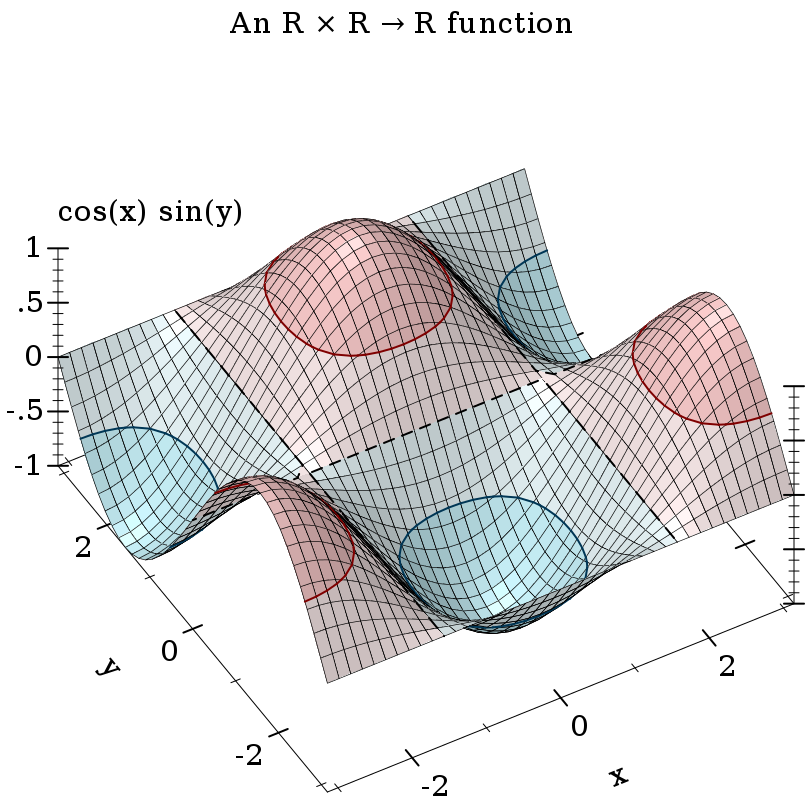 An R × R → R function
cos(x) sin(y)
1
.5
0
-.5
-1
2
0
-2
y
-2
0
2
x